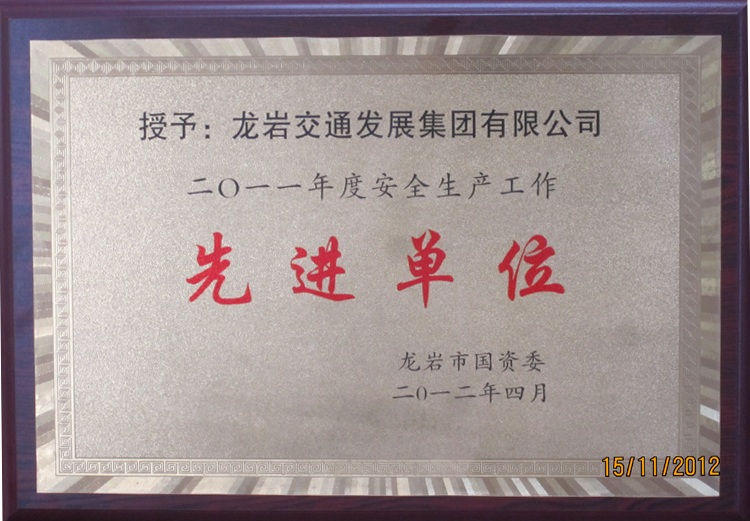 授予：龙岩交通发展集团有限公司
二〇一一年度安全生产工作
先进单位
龙岩市国资委
二〇一二年四月
15/11/2012